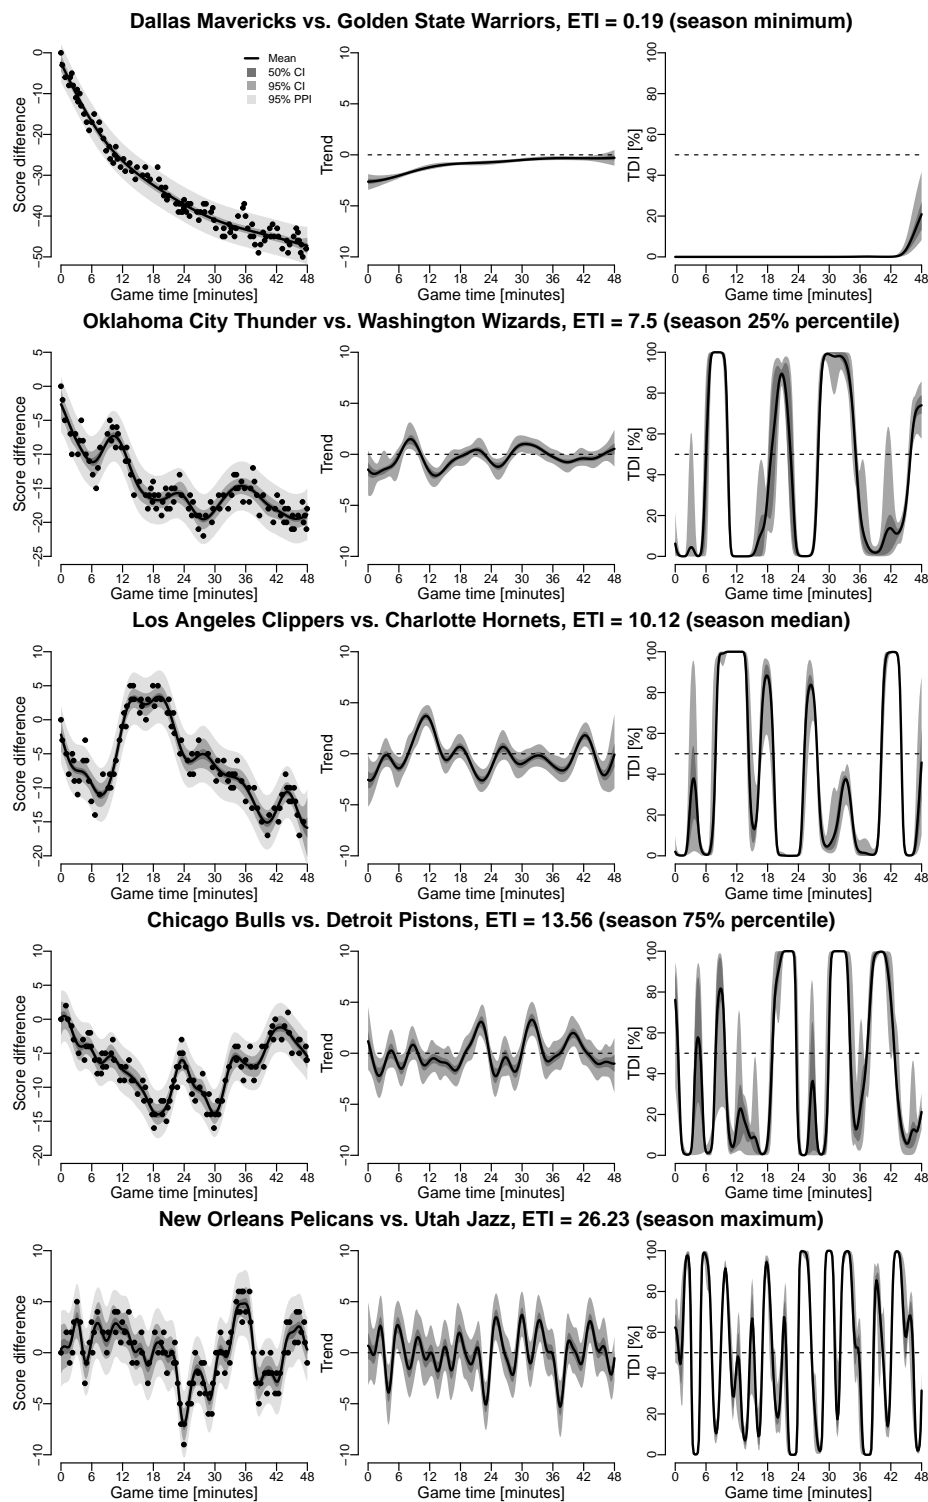 Dallas Mavericks vs. Golden State Warriors, ETI = 0.19 (season minimum)
Score difference
0
−10
−20
−30
−40
−50
Mean
50% CI
95% CI
95% PPI
0 6 12 18 24 30 36 42 48
Game time [minutes]
Trend
10
5
0
−5
−10
0 6 12 18 24 30 36 42 48
Game time [minutes]
TDI [%]
100
80
60
40
20
0
0 6 12 18 24 30 36 42 48
Game time [minutes]
Oklahoma City Thunder vs. Washington Wizards, ETI = 7.5 (season 25% percentile)
Score difference
5
0
−5
−10
−15
−20
−25
0 6 12 18 24 30 36 42 48
Game time [minutes]
Trend
10
5
0
−5
−10
0 6 12 18 24 30 36 42 48
Game time [minutes]
TDI [%]
100
80
60
40
20
0
0 6 12 18 24 30 36 42 48
Game time [minutes]
Los Angeles Clippers vs. Charlotte Hornets, ETI = 10.12 (season median)
Score difference
10
5
0
−5
−10
−15
−20
0 6 12 18 24 30 36 42 48
Game time [minutes]
Trend
10
5
0
−5
−10
0 6 12 18 24 30 36 42 48
Game time [minutes]
TDI [%]
100
80
60
40
20
0
0 6 12 18 24 30 36 42 48
Game time [minutes]
Chicago Bulls vs. Detroit Pistons, ETI = 13.56 (season 75% percentile)
Score difference
10
5
0
−5
−10
−15
−20
0 6 12 18 24 30 36 42 48
Game time [minutes]
Trend
10
5
0
−5
−10
0 6 12 18 24 30 36 42 48
Game time [minutes]
TDI [%]
100
80
60
40
20
0
0 6 12 18 24 30 36 42 48
Game time [minutes]
New Orleans Pelicans vs. Utah Jazz, ETI = 26.23 (season maximum)
Score difference
10
5
0
−5
−10
0 6 12 18 24 30 36 42 48
Game time [minutes]
Trend
10
5
0
−5
−10
0 6 12 18 24 30 36 42 48
Game time [minutes]
TDI [%]
100
80
60
40
20
0
0 6 12 18 24 30 36 42 48
Game time [minutes]